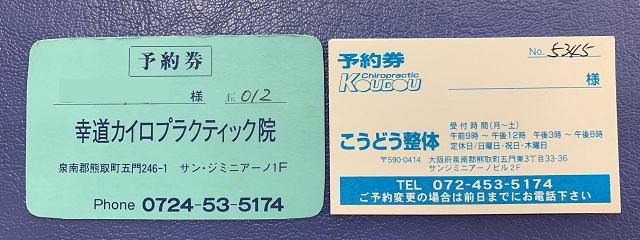 予約券
様 No. 012
幸道カイロプラクティック院
泉南郡熊取町五門246-1 サン・ジミニアーノ1F
Phone 0724-53-5174
予約券
Chiropractic
KOUDOU
No. 5345
様
こうどう整体
受付時間(月~土)
午前9時~午後12時 午後3時~午後8時
定休日/日曜日・祝日・木曜日
〒590-0414 大阪府泉南郡熊取町五門東3丁目33-36
サンジミニアーノビル2F
TEL 072-453-5174
ご予約変更の場合は前日までにお電話下さい